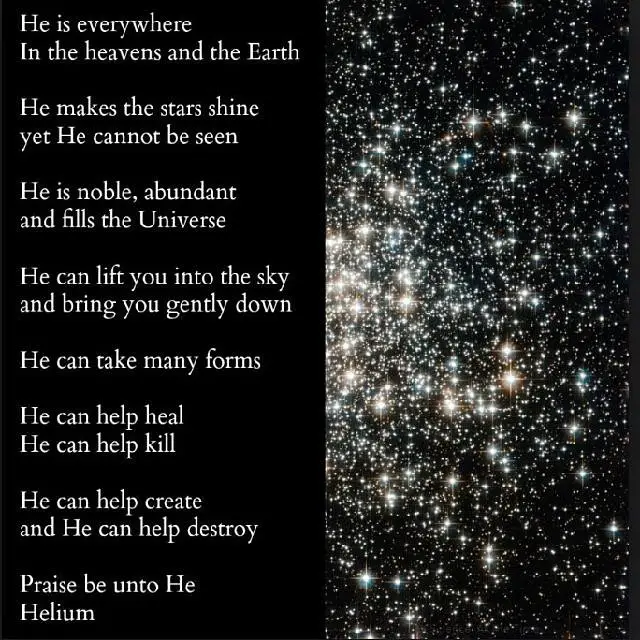 He is everywhere
In the heavens and the Earth
He makes the stars shine
yet He cannot be seen
He is noble, abundant
and fills the Universe
He can lift you into the sky
and bring you gently down
He can take many forms
He can help heal
He can help kill
He can help create
and He can help destroy
Praise be unto He
Helium